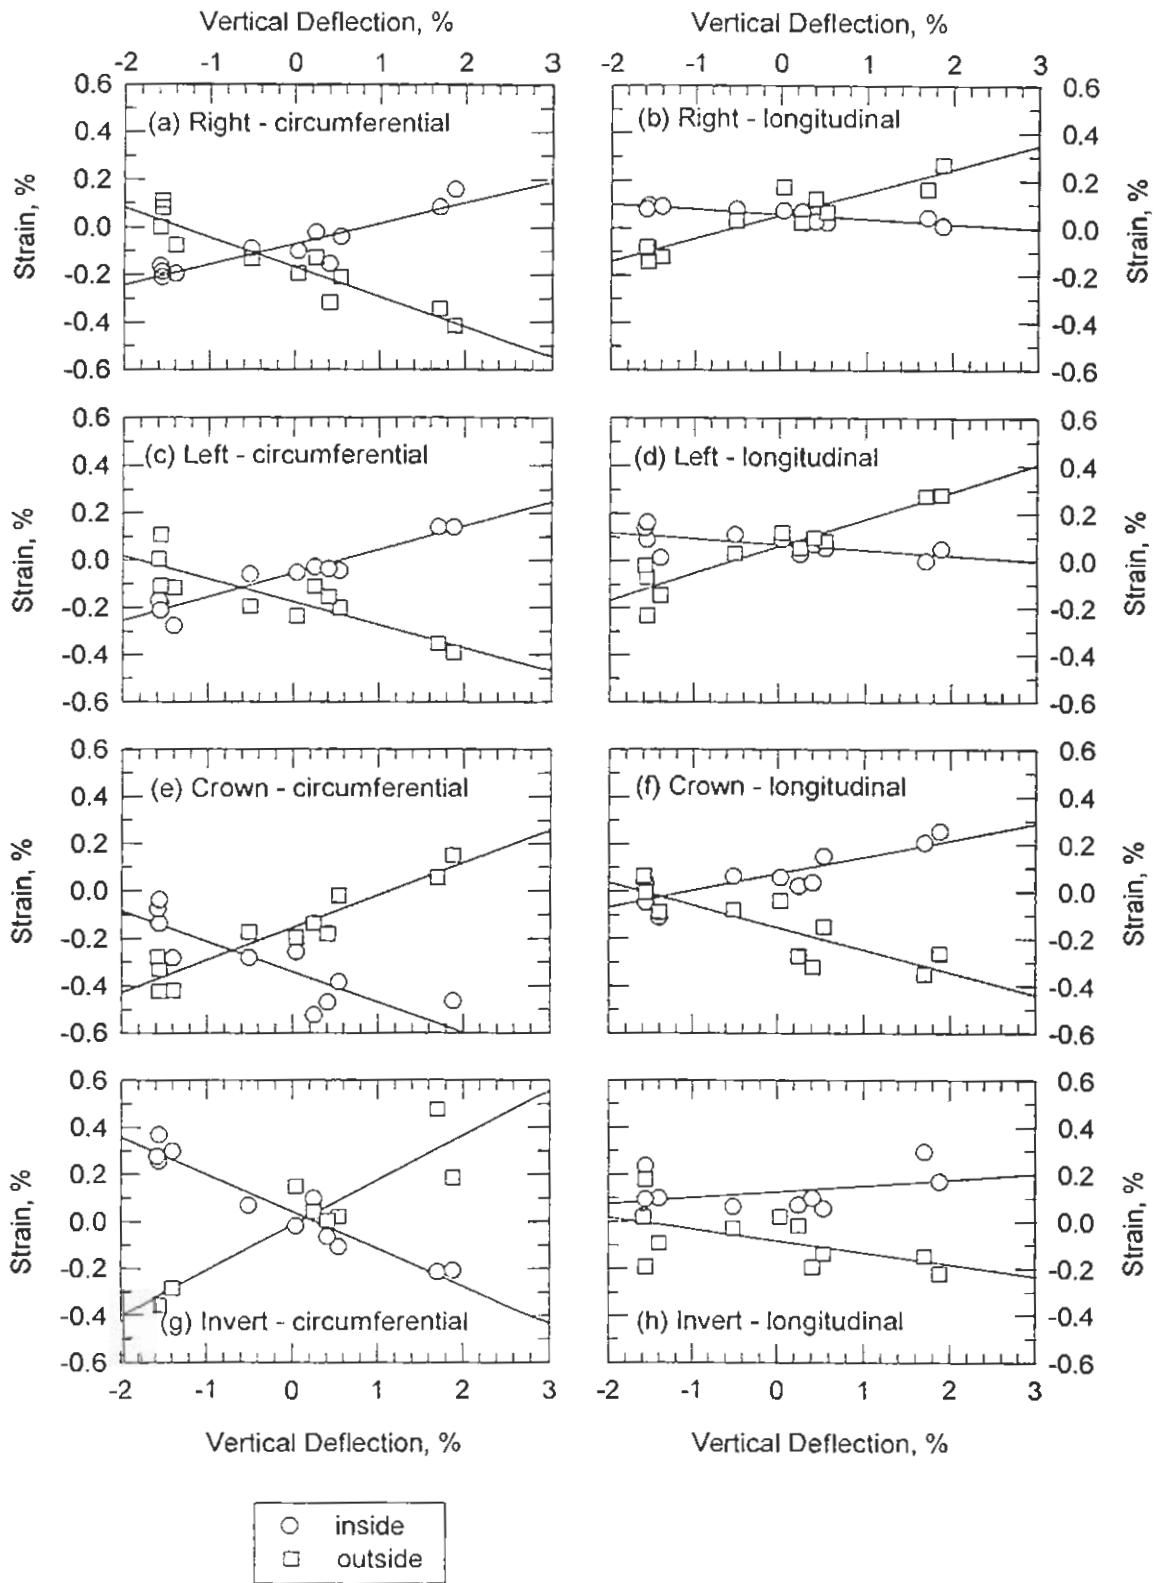 Vertical Deflection, %
Vertical Deflection, %
-2 -1 0 1 2 3
-2 -1 0 1 2 3
0.6
0.4
0.2
0.0
-0.2
-0.4
-0.6
Strain, %
(a) Right - circumferential
(b) Right - longitudinal
0.6
0.4
0.2
0.0
-0.2
-0.4
-0.6
Strain, %
0.6
0.4
0.2
0.0
-0.2
-0.4
-0.6
Strain, %
(c) Left - circumferential
(d) Left - longitudinal
0.6
0.4
0.2
0.0
-0.2
-0.4
-0.6
Strain, %
0.6
0.4
0.2
0.0
-0.2
-0.4
-0.6
Strain, %
(e) Crown - circumferential
(f) Crown - longitudinal
0.6
0.4
0.2
0.0
-0.2
-0.4
-0.6
Strain, %
0.6
0.4
0.2
0.0
-0.2
-0.4
-0.6
Strain, %
(g) Invert - circumferential
(h) Invert - longitudinal
0.6
0.4
0.2
0.0
-0.2
-0.4
-0.6
Strain, %
-2 -1 0 1 2 3
-2 -1 0 1 2 3
Vertical Deflection, %
Vertical Deflection, %
inside
outside